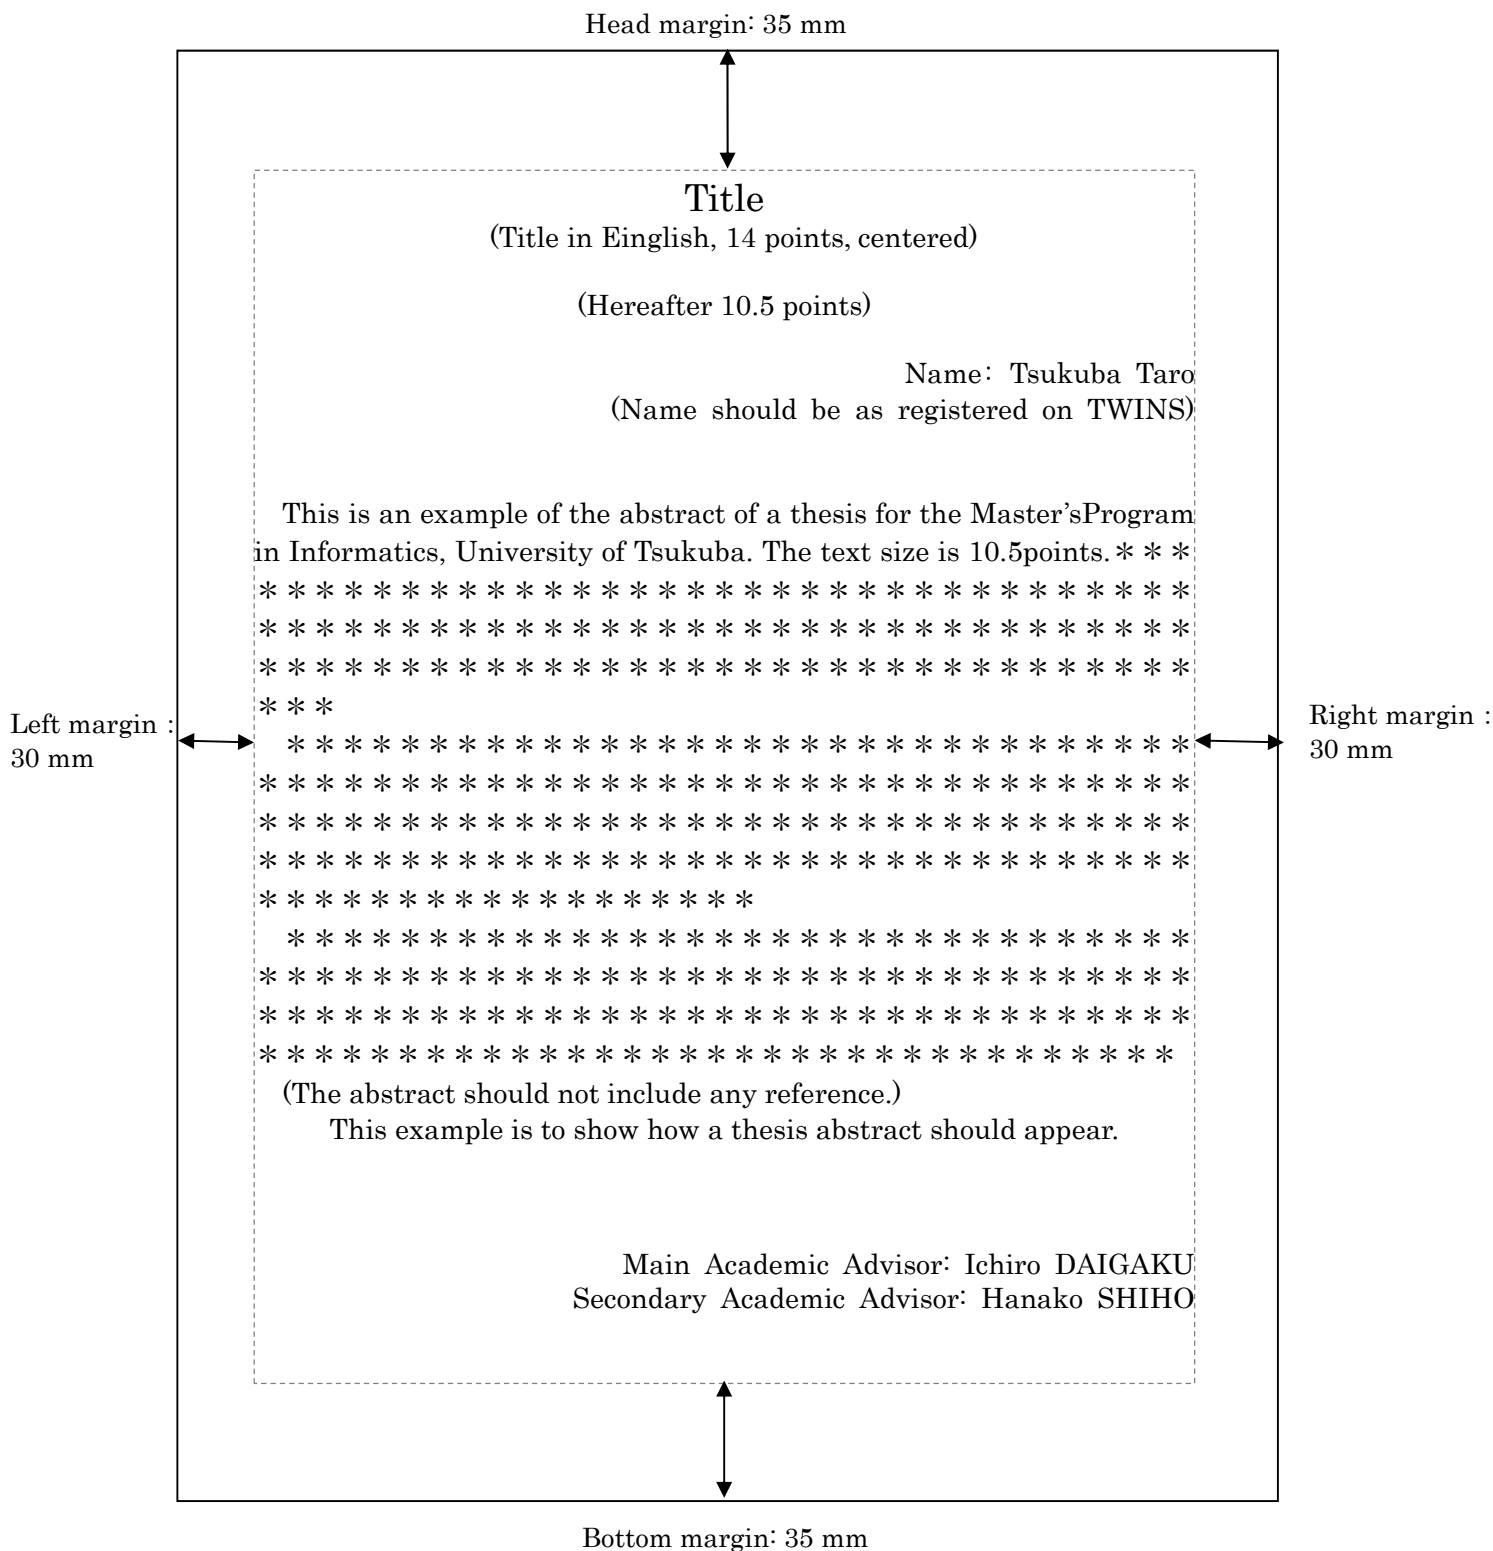 Head margin: 35 mm
Title
(Title in Einglish, 14 points, centered)
(Hereafter 10.5 points)
Name: Tsukuba Taro
(Name should be as registered on TWINS)
This is an example of the abstract of a thesis for the Master’sProgram
in Informatics, University of Tsukuba. The text size is 10.5points.＊＊＊
＊＊＊＊＊＊＊＊＊＊＊＊＊＊＊＊＊＊＊＊＊＊＊＊＊＊＊＊＊＊＊＊＊
＊＊＊＊＊＊＊＊＊＊＊＊＊＊＊＊＊＊＊＊＊＊＊＊＊＊＊＊＊＊＊＊＊
＊＊＊＊＊＊＊＊＊＊＊＊＊＊＊＊＊＊＊＊＊＊＊＊＊＊＊＊＊＊＊＊＊
＊＊＊
＊＊＊＊＊＊＊＊＊＊＊＊＊＊＊＊＊＊＊＊＊＊＊＊＊＊＊＊＊＊＊＊
＊＊＊＊＊＊＊＊＊＊＊＊＊＊＊＊＊＊＊＊＊＊＊＊＊＊＊＊＊＊＊＊＊
＊＊＊＊＊＊＊＊＊＊＊＊＊＊＊＊＊＊＊＊＊＊＊＊＊＊＊＊＊＊＊＊＊
＊＊＊＊＊＊＊＊＊＊＊＊＊＊＊＊＊＊＊＊＊＊＊＊＊＊＊＊＊＊＊＊＊
＊＊＊＊＊＊＊＊＊＊＊＊＊＊＊＊＊＊
＊＊＊＊＊＊＊＊＊＊＊＊＊＊＊＊＊＊＊＊＊＊＊＊＊＊＊＊＊＊＊＊
＊＊＊＊＊＊＊＊＊＊＊＊＊＊＊＊＊＊＊＊＊＊＊＊＊＊＊＊＊＊＊＊＊
＊＊＊＊＊＊＊＊＊＊＊＊＊＊＊＊＊＊＊＊＊＊＊＊＊＊＊＊＊＊＊＊＊
＊＊＊＊＊＊＊＊＊＊＊＊＊＊＊＊＊＊＊＊＊＊＊＊＊＊＊＊＊＊＊＊＊
(The abstract should not include any reference.)
This example is to show how a thesis abstract should appear.
Left margin :
30 mm
Right margin :
30 mm
Main Academic Advisor: Ichiro DAIGAKU
Secondary Academic Advisor: Hanako SHIHO
Bottom margin: 35 mm